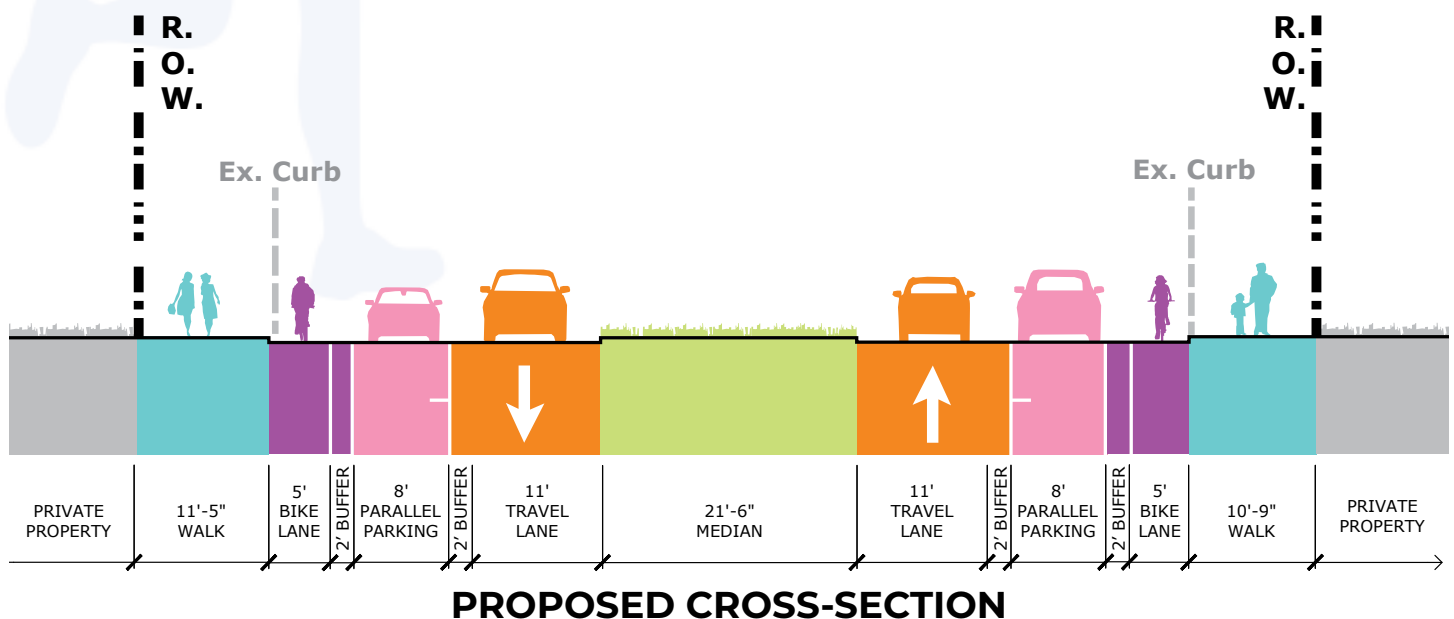 R.
O.
W.
R.
O.
W.
Ex. Curb
Ex. Curb
PRIVATE
PROPERTY
11'-5"
WALK
5'
BIKE
LANE
2' BUFFER
8'
PARALLEL
PARKING
2' BUFFER
11'
TRAVEL
LANE
21'-6"
MEDIAN
11'
TRAVEL
LANE
2' BUFFER
8'
PARALLEL
PARKING
2' BUFFER
5'
BIKE
LANE
10'-9"
WALK
PRIVATE
PROPERTY
PROPOSED CROSS-SECTION